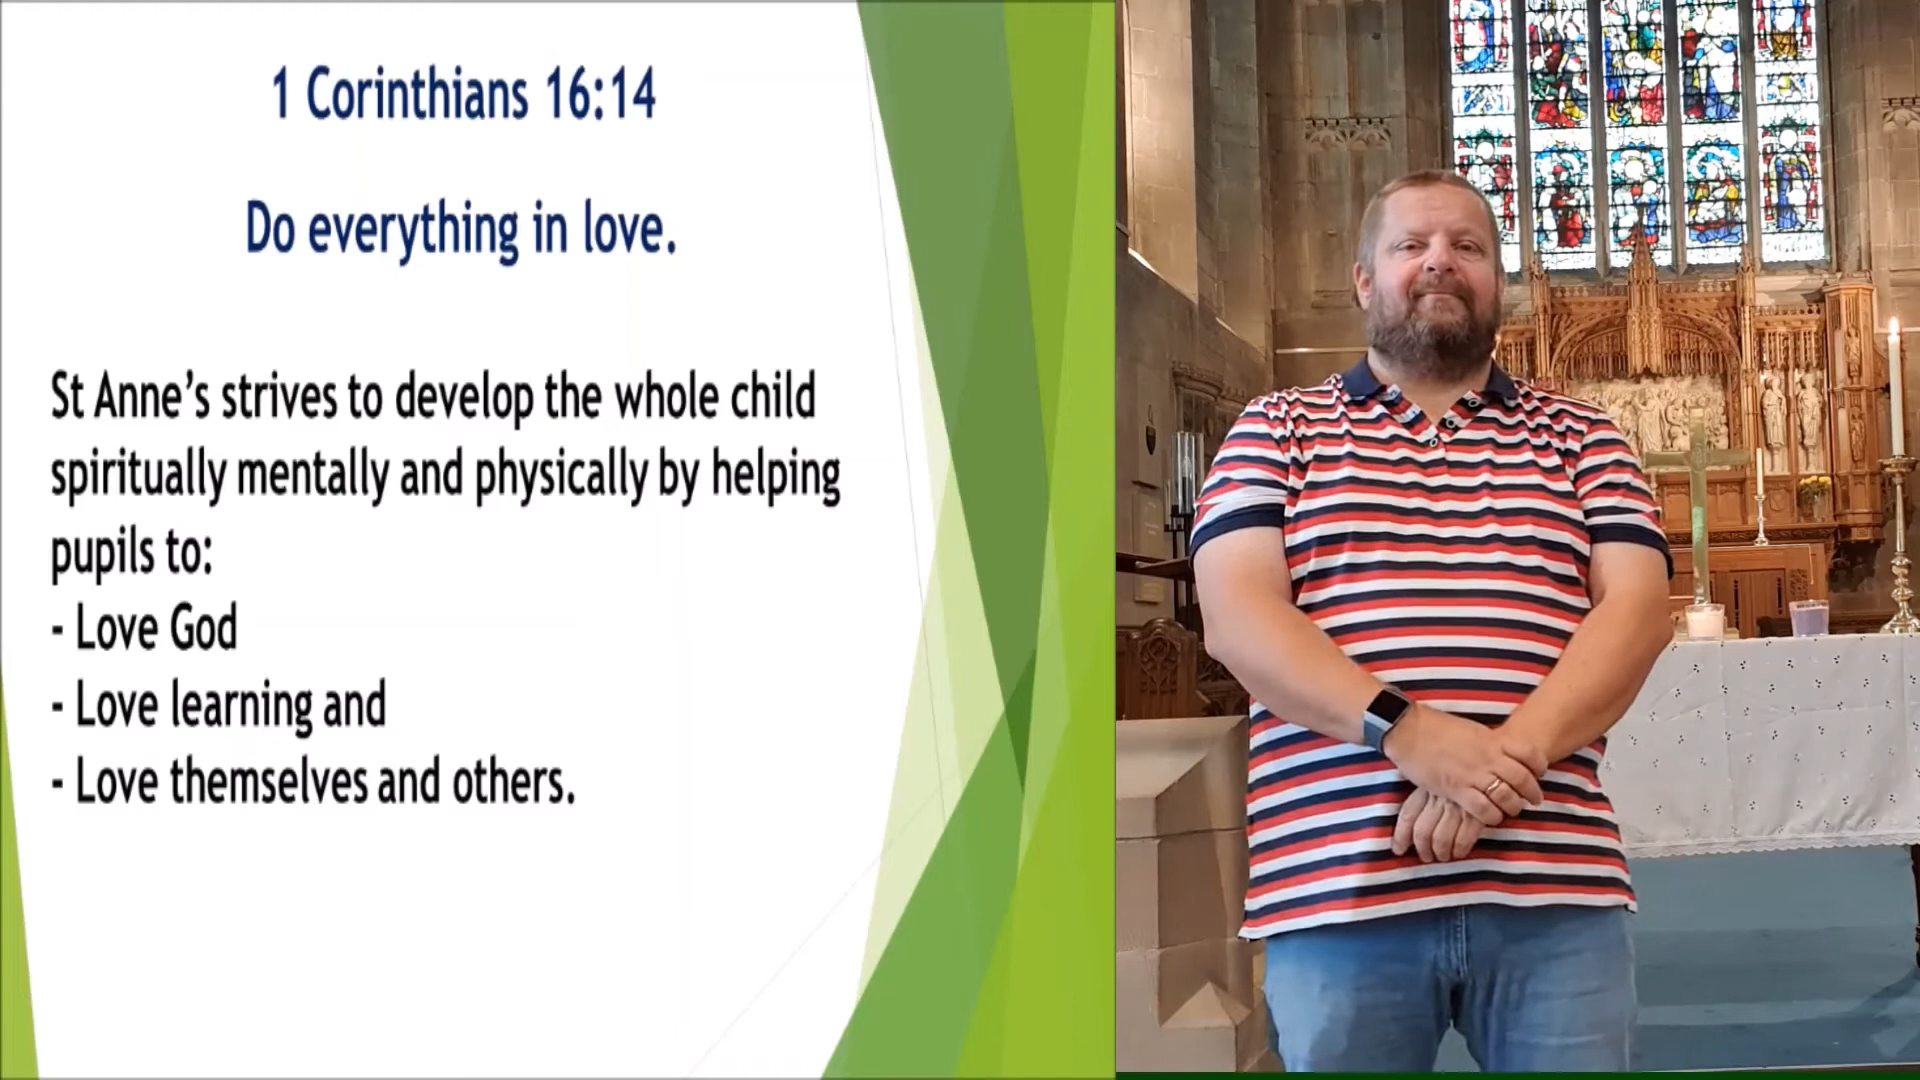 1 Corinthians 16:14
Do everything in love.
St Anne’s strives to develop the whole child
spiritually mentally and physically by helping
pupils to:
- Love God
- Love learning and
- Love themselves and others.